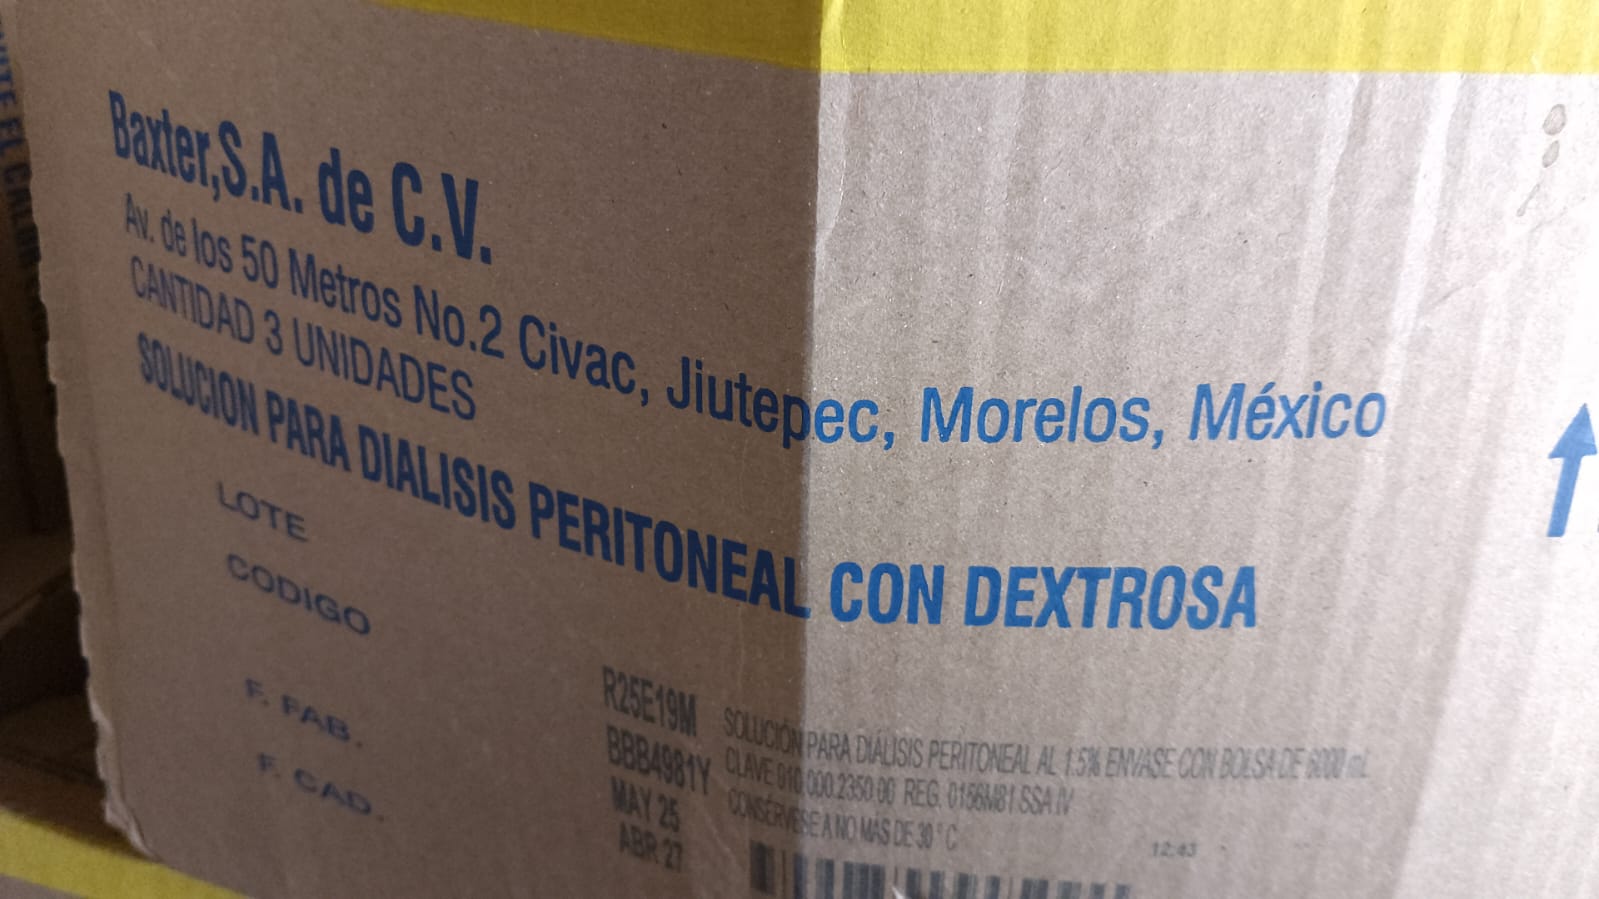 Baxter,S.A. de C.V.
Av. de los 50 Metros No.2 Civac, Jiutepec, Morelos, México
CANTIDAD 3 UNIDADES
SOLUCION PARA DIALISIS PERITONEAL CON DEXTROSA
LOTE
CODIGO
F. FAB.
F. CAD.
R25E19M
BBB4981Y
MAY 25
ABR 27
SOLUCIÓN PARA DIÁLISIS PERITONEAL AL 1.5% ENVASE CON BOLSA DE 6000 mL
CLAVE 010.000.2350.00 REG. 0156M81 SSA IV
CONSÉRVESE A NO MÁS DE 30°C
12:43
EL CALOR